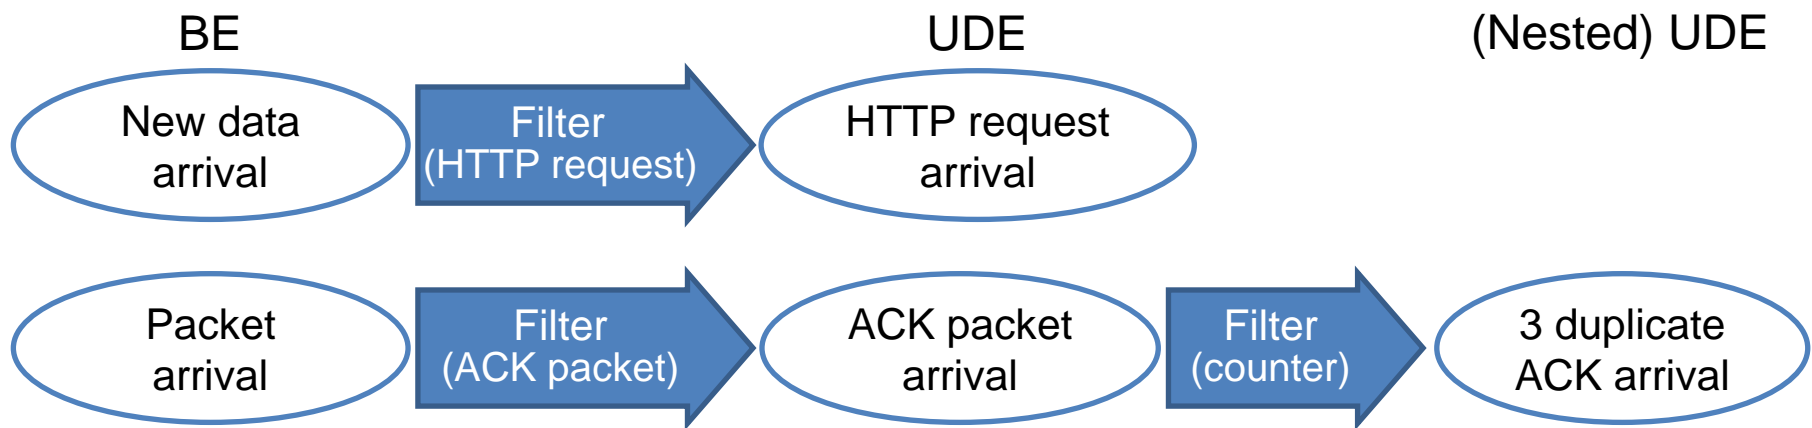 BE
UDE
(Nested) UDE
New data
arrival
Filter
(HTTP request)
HTTP request
arrival
Packet
arrival
Filter
(ACK packet)
ACK packet
arrival
Filter
(counter)
3 duplicate
ACK arrival